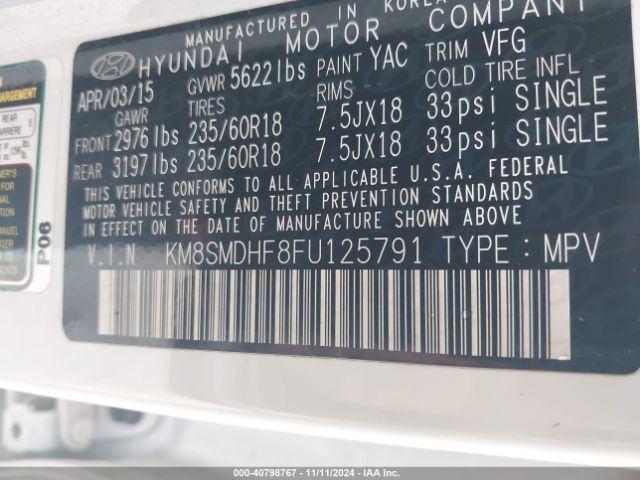 MANUFACTURED IN KOREA
HYUNDAI MOTOR COMPANY
APR/03/15 GVWR 5622lbs PAINT YAC TRIM VFG
GAWR TIRES RIMS COLD TIRE INFL
FRONT 2976lbs 235/60R18 7.5JX18 33psi SINGLE
REAR 3197lbs 235/60R18 7.5JX18 33psi SINGLE
THIS VEHICLE CONFORMS TO ALL APPLICABLE U.S.A. FEDERAL
MOTOR VEHICLE SAFETY AND THEFT PREVENTION STANDARDS
IN EFFECT ON THE DATE OF MANUFACTURE SHOWN ABOVE.
V.I.N KM8SMDHF8FU125791 TYPE : MPV
REAR 5
P06
© - 40798767 - 11/11/2024 - IAA Inc.